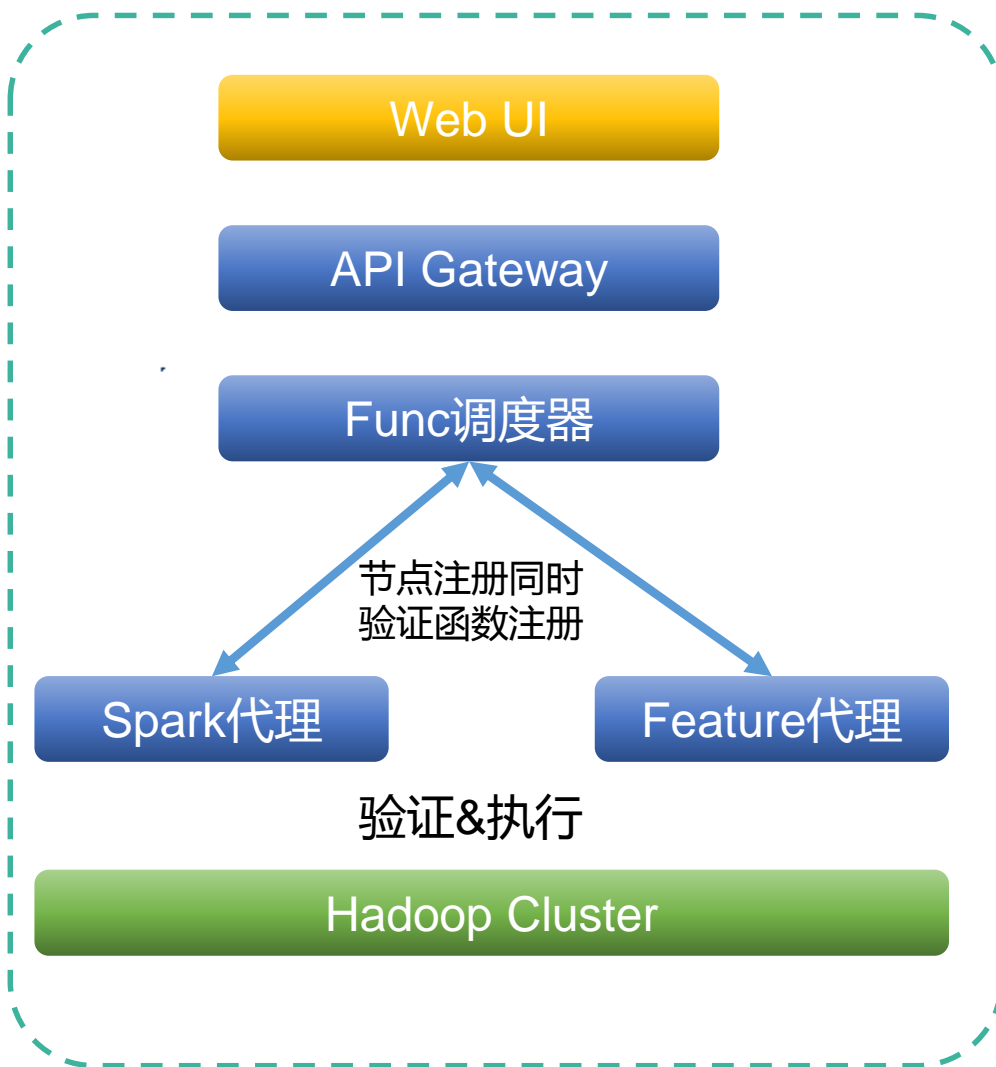 Web UI
API Gateway
Func调度器
节点注册同时
验证函数注册
Spark代理
Feature代理
验证&执行
Hadoop Cluster